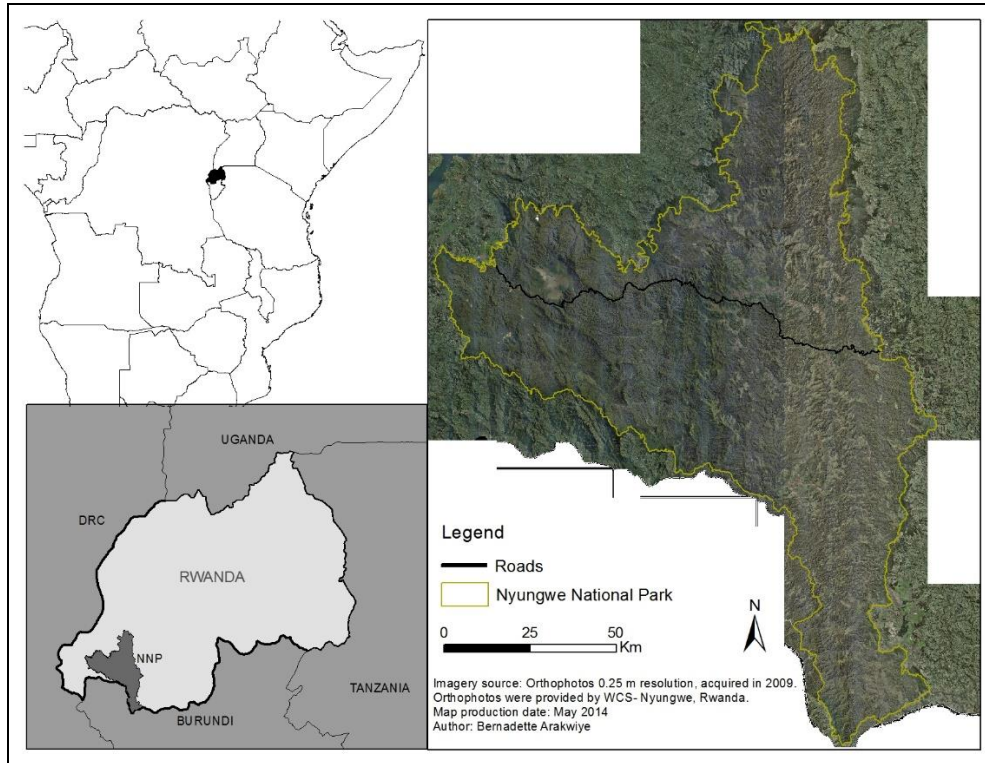 UGANDA
DRC
RWANDA
NNP
TANZANIA
BURUNDI
Legend
Roads
Nyungwe National Park
0 25 50
Km
N
Imagery source: Orthophotos 0.25 m resolution, acquired in 2009.
Orthophotos were provided by WCS- Nyungwe, Rwanda.
Map production date: May 2014
Author: Bernadette Arakwiye